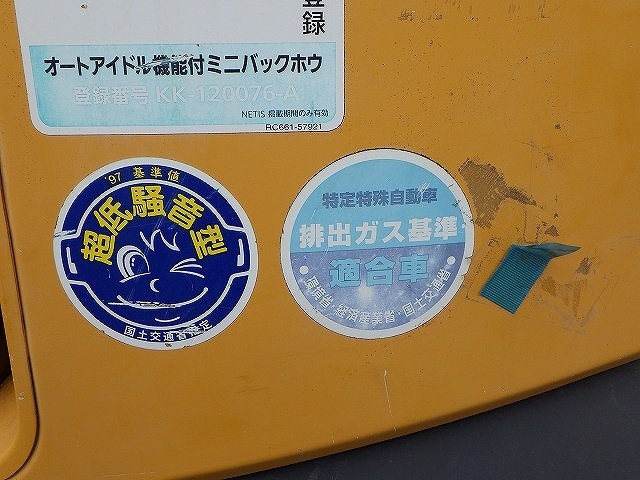 登録
オートアイドル機能付ミニバックホウ
登録番号 KK-120076-A
NETIS 掲載期間のみ有効
RC661-57921
'97 基準値
超低騒音型
国土交通省指定
特定特殊自動車
排出ガス基準
適合車
・環境省・経済産業省・国土交通省・